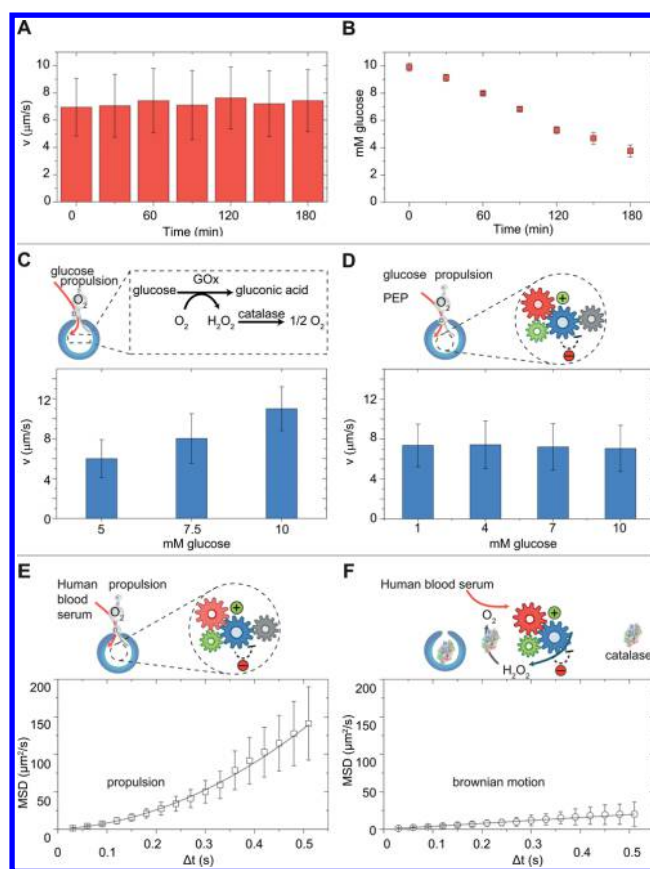 A
10
8
6
4
2
0
v (μm/s)
0 60 120 180
Time (min)
B
10
8
6
4
2
0
mM glucose
0 60 120 180
Time (min)
C
glucose
propulsion
O2
GOx
glucose gluconic acid
O2 H2O2 catalase 1/2 O2
12
8
4
0
v (μm/s)
5 7.5 10
mM glucose
D
glucose propulsion
PEP
O2
+
−
12
8
4
0
v (μm/s)
1 4 7 10
mM glucose
E
Human propulsion
blood
serum
O2
+
−
200
150
100
50
0
MSD (μm²/s)
propulsion
0 0.1 0.2 0.3 0.4 0.5
Δt (s)
F
Human blood serum
O2
H2O2
+
−
catalase
200
150
100
50
0
MSD (μm²/s)
brownian motion
0 0.1 0.2 0.3 0.4 0.5
Δt (s)